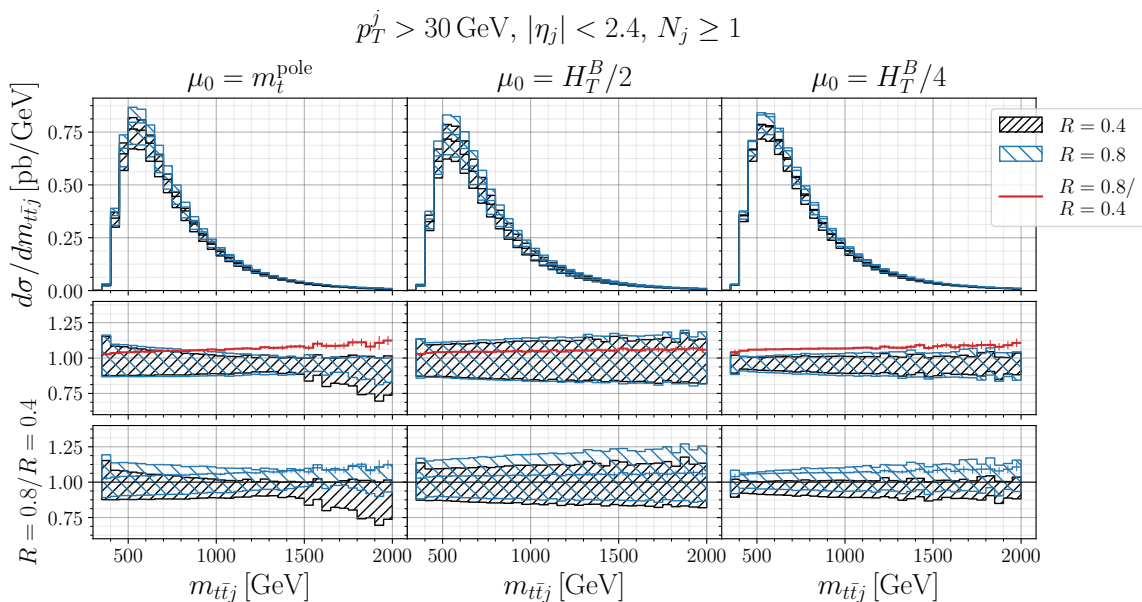 p_T^j > 30 GeV, |η_j| < 2.4, N_j ≥ 1
μ_0 = m_t^pole
μ_0 = H_T^B/2
μ_0 = H_T^B/4
dσ/dm_{tt̄j} [pb/GeV]
0.75
0.50
0.25
0.00
R = 0.4
R = 0.8
R = 0.8/
R = 0.4
1.25
1.00
0.75
R = 0.8/R = 0.4
1.25
1.00
0.75
500 1000 1500 2000
500 1000 1500 2000
500 1000 1500 2000
m_{tt̄j} [GeV]
m_{tt̄j} [GeV]
m_{tt̄j} [GeV]